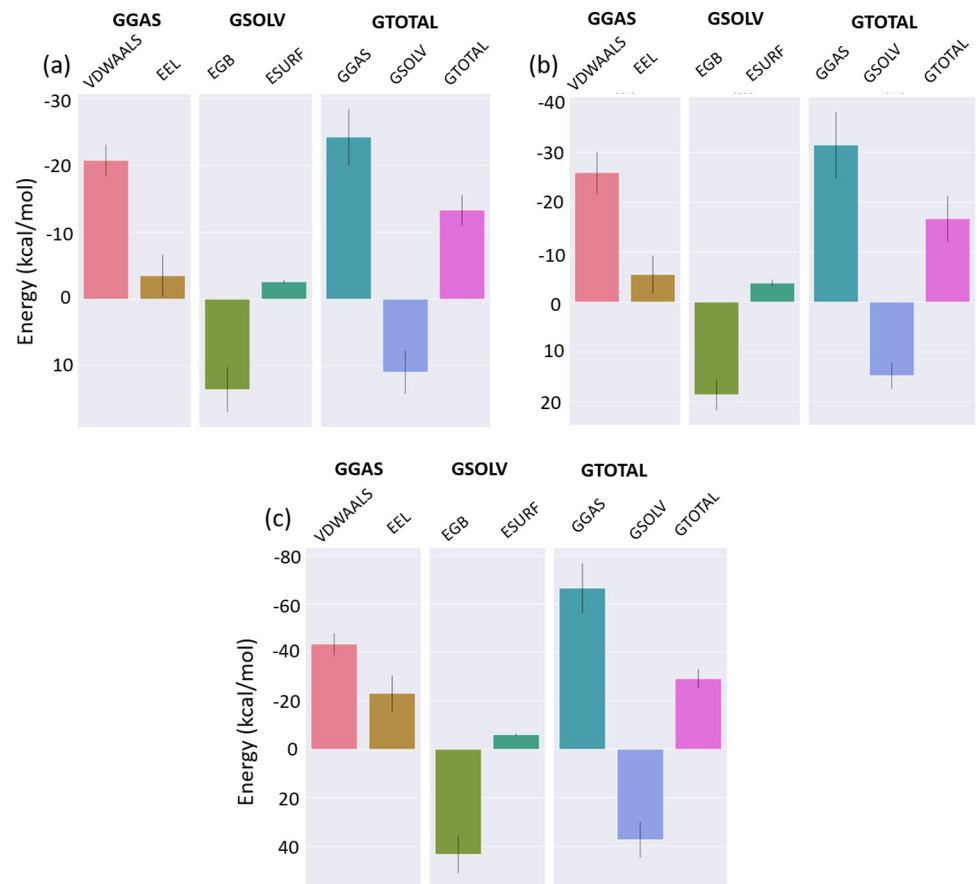 GGAS GSOLV GTOTAL
(a) VDWAALS EEL EGB ESURF GGAS GSOLV GTOTAL
Energy (kcal/mol)
-30
-20
-10
0
10
GGAS GSOLV GTOTAL
(b) VDWAALS EEL EGB ESURF GGAS GSOLV GTOTAL
-40
-30
-20
-10
0
10
20
GGAS GSOLV GTOTAL
(c) VDWAALS EEL EGB ESURF GGAS GSOLV GTOTAL
Energy (kcal/mol)
-80
-60
-40
-20
0
20
40